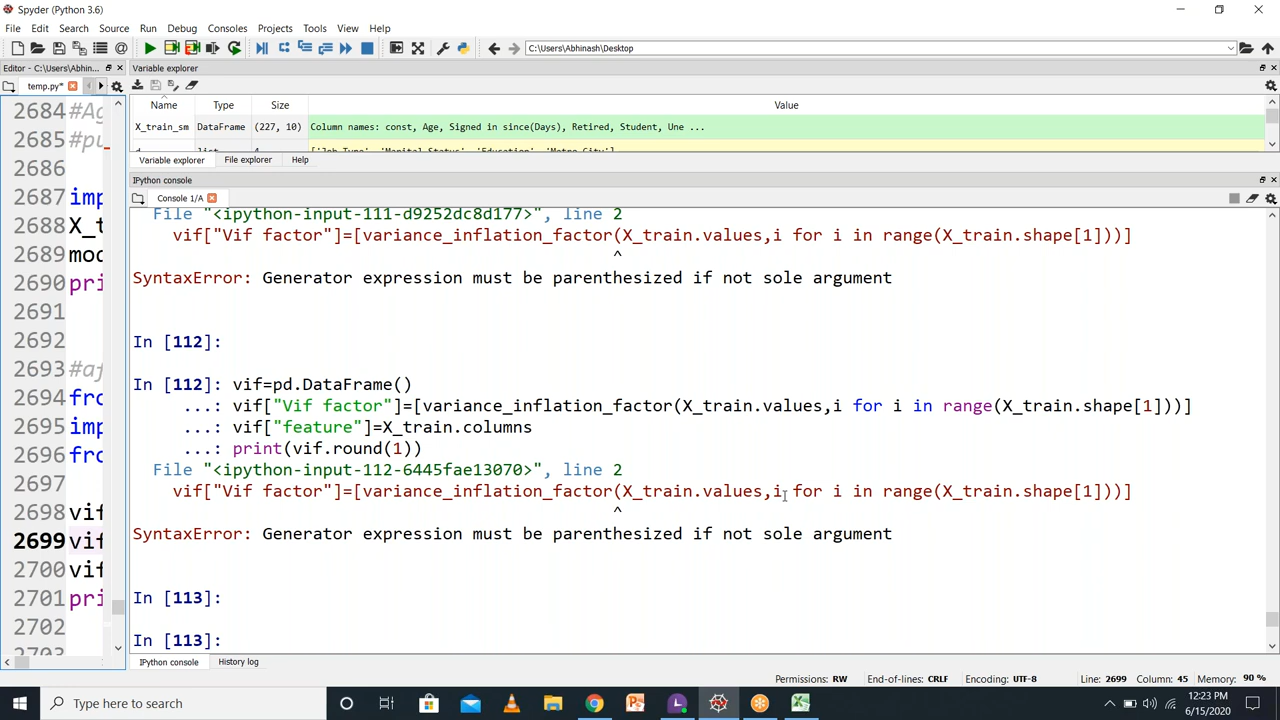 Spyder (Python 3.6)
File Edit Search Source Run Debug Consoles Projects Tools View Help
C:\Users\Abhinash\Desktop
Editor - C:\Users\Abhin...
Variable explorer
temp.py*
Name Type Size Value
X_train_sm DataFrame (227, 10) Column names: const, Age, Signed in since(Days), Retired, Student, Une ...
d list 4 ['Job Type', 'Marital Status', 'Education', 'Metro City']
Variable explorer File explorer Help
IPython console
Console 1/A
2684 #Ag
2685 #pu
2686
2687 imp
2688 X_t
2689 mod
2690 pri
2691
2692
2693 #af
2694 fro
2695 imp
2696 fro
2697
2698 vif
2699 vif
2700 vif
2701 pri
2702
2703
File "<ipython-input-111-d9252dc8d177>", line 2
vif["Vif factor"]=[variance_inflation_factor(X_train.values,i for i in range(X_train.shape[1]))]
^
SyntaxError: Generator expression must be parenthesized if not sole argument
In [112]:
In [112]: vif=pd.DataFrame()
...: vif["Vif factor"]=[variance_inflation_factor(X_train.values,i for i in range(X_train.shape[1]))]
...: vif["feature"]=X_train.columns
...: print(vif.round(1))
File "<ipython-input-112-6445fae13070>", line 2
vif["Vif factor"]=[variance_inflation_factor(X_train.values,i for i in range(X_train.shape[1]))]
^
SyntaxError: Generator expression must be parenthesized if not sole argument
In [113]:
In [113]:
IPython console History log
Permissions: RW End-of-lines: CRLF Encoding: UTF-8 Line: 2699 Column: 45 Memory: 90 %
Type here to search
12:23 PM
6/15/2020